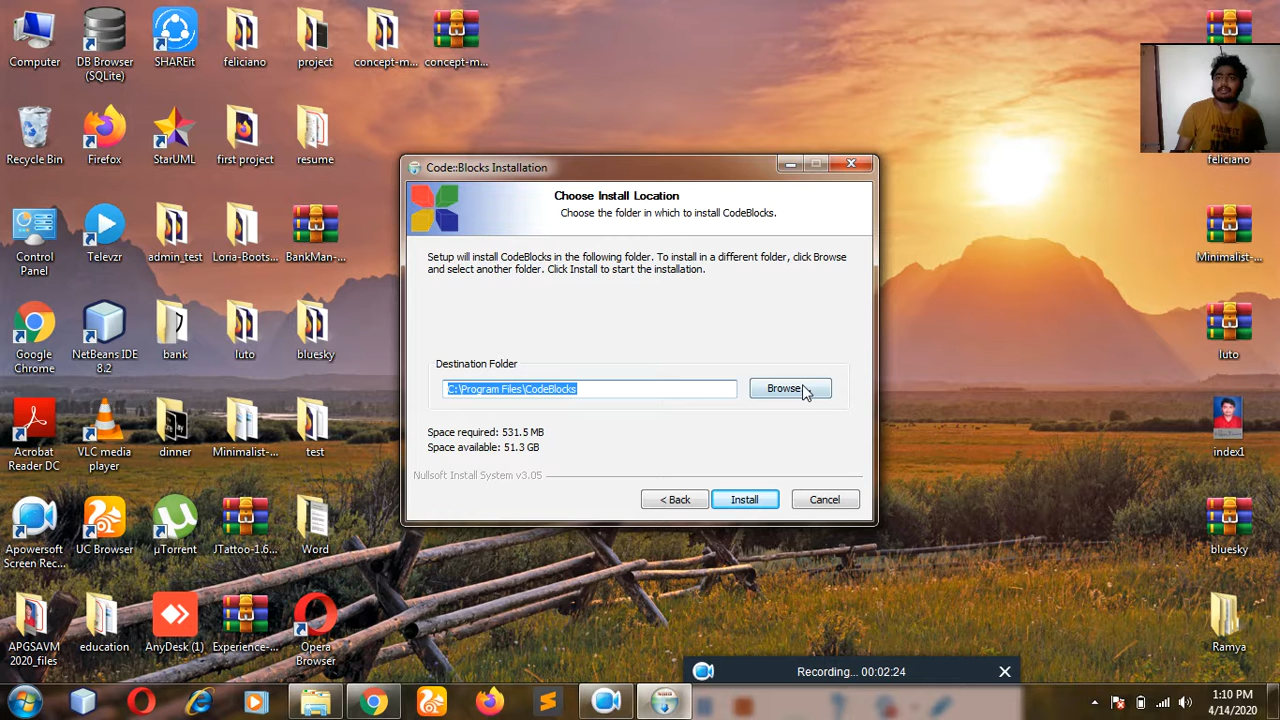 Computer
DB Browser
(SQLite)
SHAREit
feliciano
project
concept-m...
concept-m...
Recycle Bin
Firefox
StarUML
first project
resume
feliciano
Control
Panel
Televzr
admin_test
Loria-Boots...
BankMan-...
Minimalist-...
Google
Chrome
NetBeans IDE
8.2
bank
luto
bluesky
luto
Acrobat
Reader DC
VLC media
player
dinner
Minimalist-...
test
index1
Apowersoft
Screen Rec...
UC Browser
µTorrent
JTattoo-1.6...
Word
bluesky
APGSAVM
2020_files
education
AnyDesk (1)
Experience-...
Opera
Browser
Ramya
Code::Blocks Installation
Choose Install Location
Choose the folder in which to install CodeBlocks.
Setup will install CodeBlocks in the following folder. To install in a different folder, click Browse
and select another folder. Click Install to start the installation.
Destination Folder
C:\Program Files\CodeBlocks
Browse...
Space required: 531.5 MB
Space available: 51.3 GB
Nullsoft Install System v3.05
< Back
Install
Cancel
Recording... 00:02:24
1:10 PM
4/14/2020